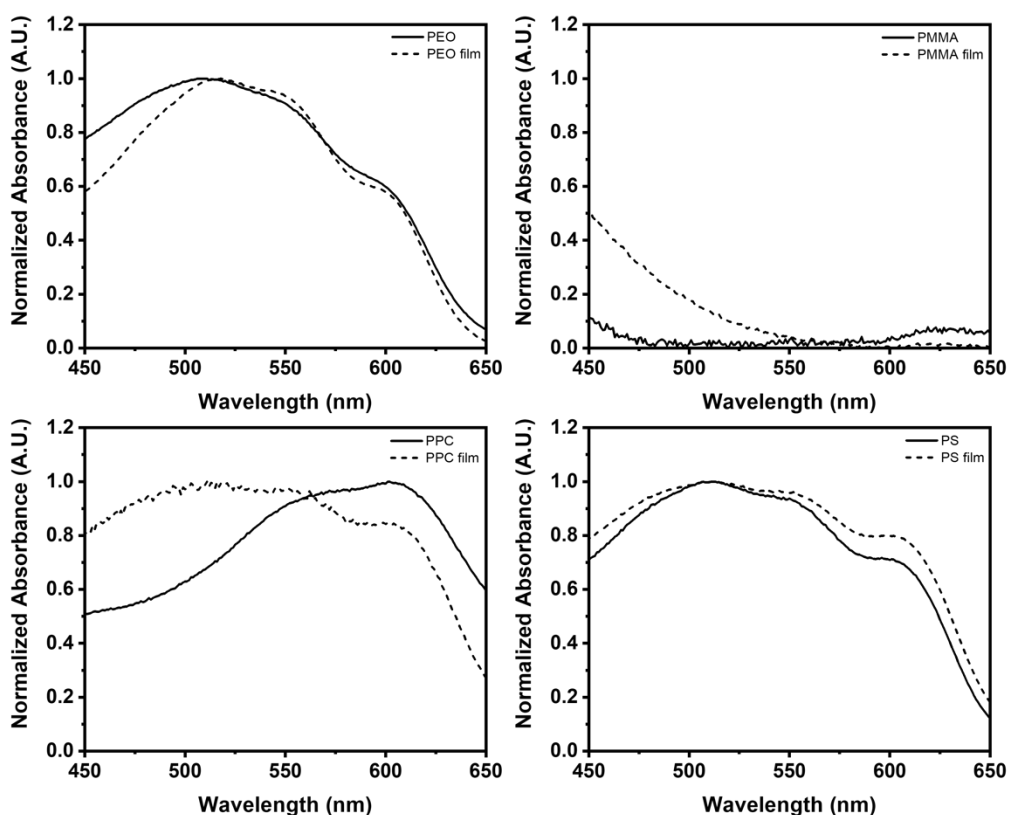 Normalized Absorbance (A.U.)
1.2
1.0
0.8
0.6
0.4
0.2
0.0
PEO
PEO film
450 500 550 600 650
Wavelength (nm)
Normalized Absorbance (A.U.)
1.2
1.0
0.8
0.6
0.4
0.2
0.0
PMMA
PMMA film
450 500 550 600 650
Wavelength (nm)
Normalized Absorbance (A.U.)
1.2
1.0
0.8
0.6
0.4
0.2
0.0
PPC
PPC film
450 500 550 600 650
Wavelength (nm)
Normalized Absorbance (A.U.)
1.2
1.0
0.8
0.6
0.4
0.2
0.0
PS
PS film
450 500 550 600 650
Wavelength (nm)